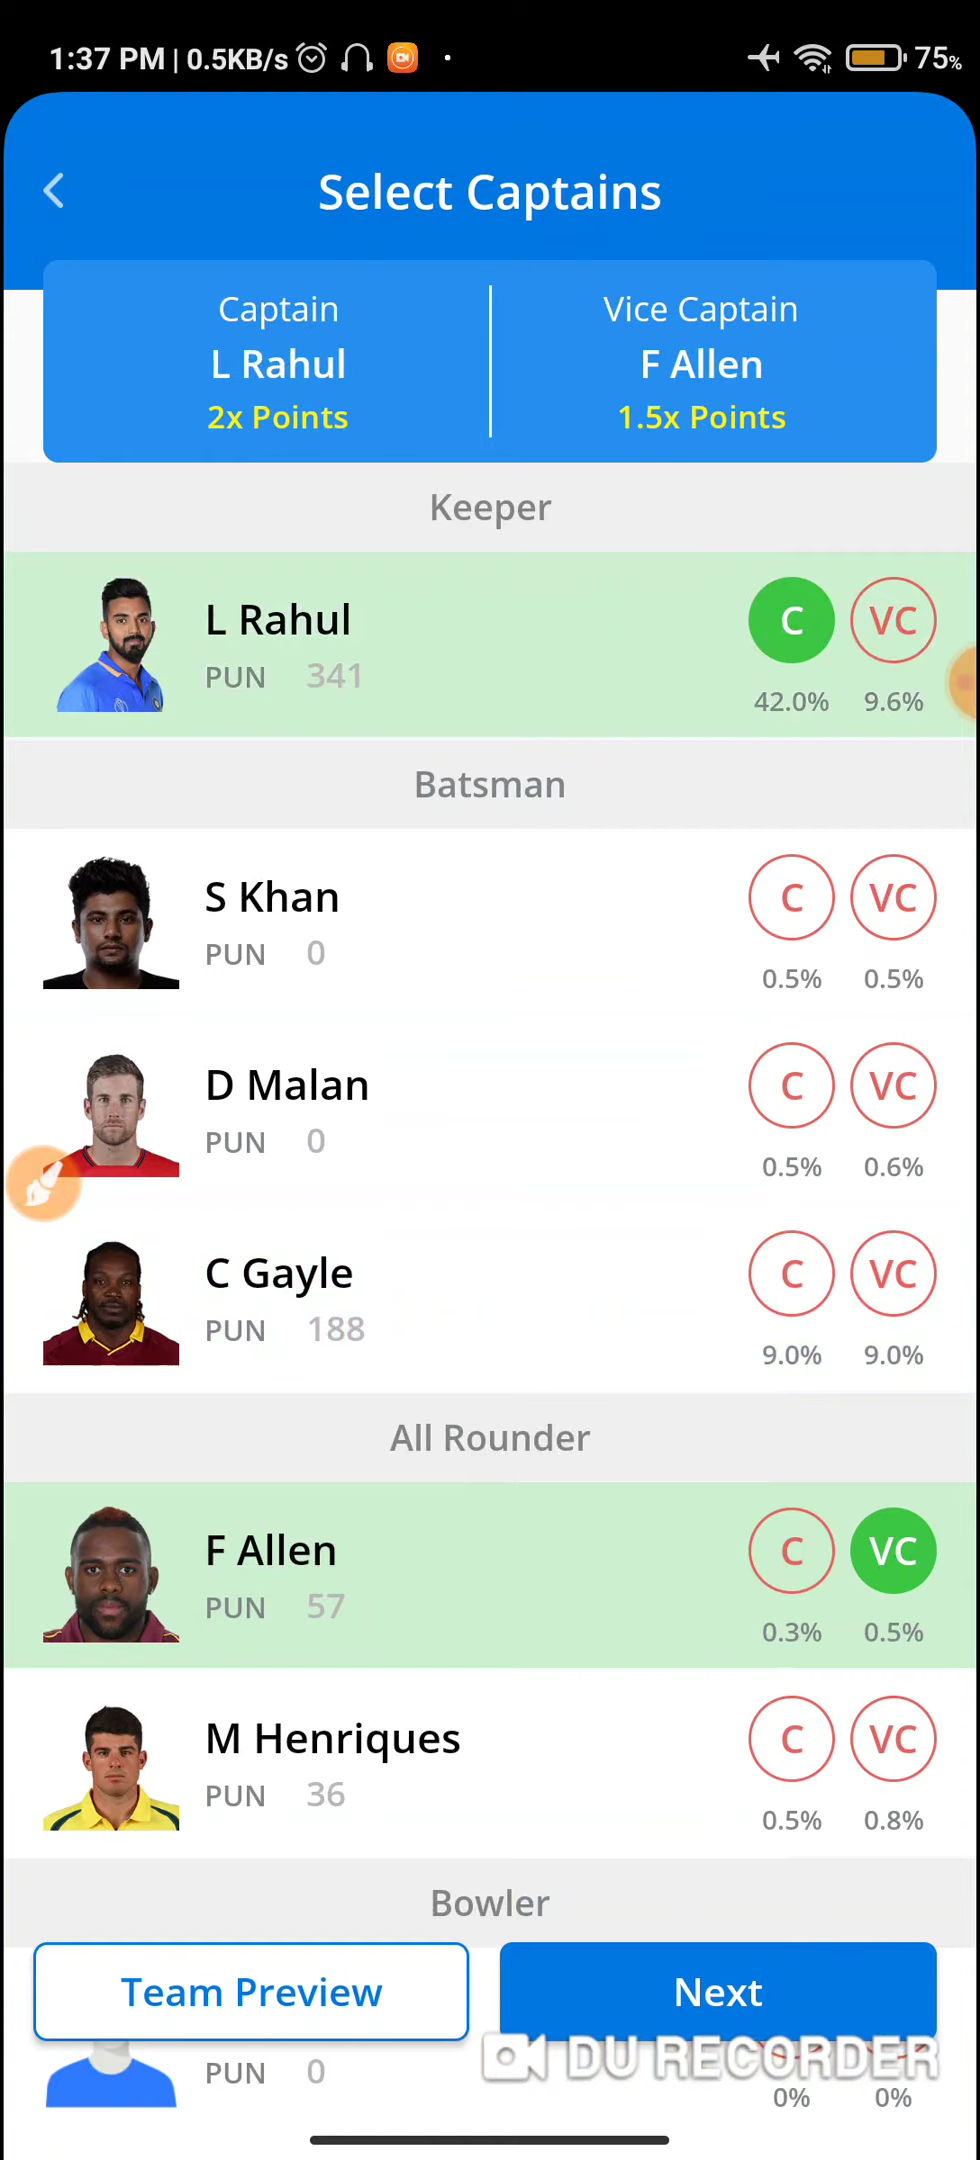 1:37 PM | 0.5KB/s 75%
Select Captains
Captain Vice Captain
L Rahul F Allen
2x Points 1.5x Points
Keeper
L Rahul C VC
PUN 341 42.0% 9.6%
Batsman
S Khan C VC
PUN 0 0.5% 0.5%
D Malan C VC
PUN 0 0.5% 0.6%
C Gayle C VC
PUN 188 9.0% 9.0%
All Rounder
F Allen C VC
PUN 57 0.3% 0.5%
M Henriques C VC
PUN 36 0.5% 0.8%
Bowler
Team Preview Next
DU RECORDER
PUN 0 0% 0%